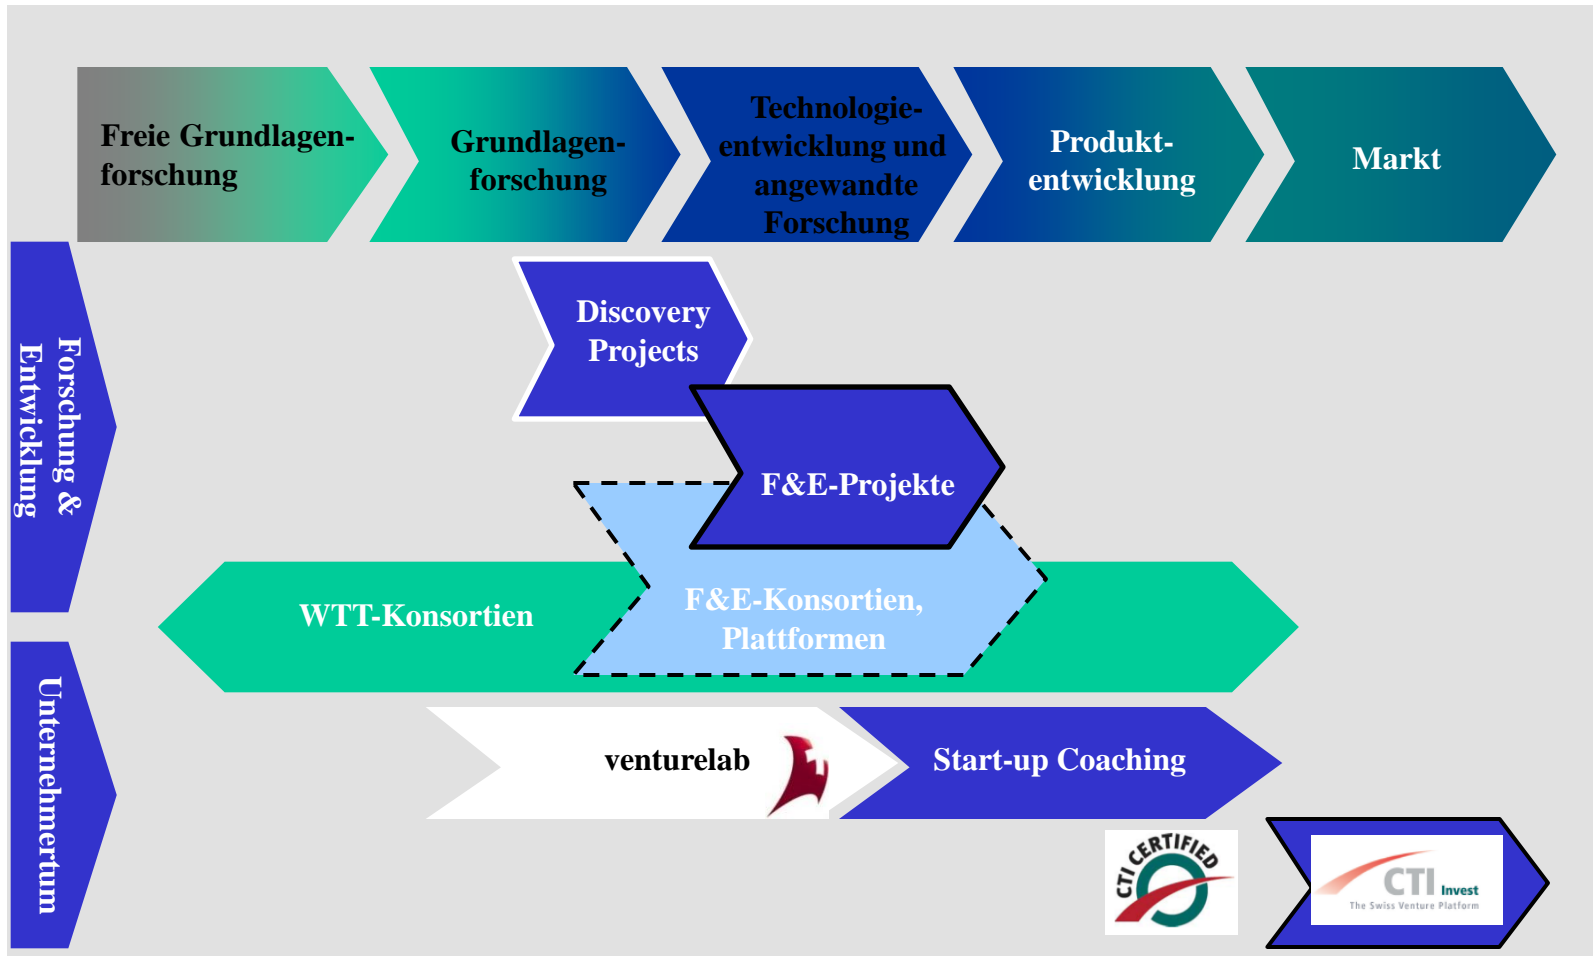 Freie Grundlagen-
forschung
Grundlagen-
forschung
Technologie-
entwicklung und
angewandte
Forschung
Produkt-
entwicklung
Markt
Forschung &
Entwicklung
Discovery
Projects
F&E-Projekte
WTT-Konsortien
F&E-Konsortien,
Plattformen
Unternehmertum
venturelab
Start-up Coaching
CTI CERTIFIED
CTI Invest
The Swiss Venture Platform